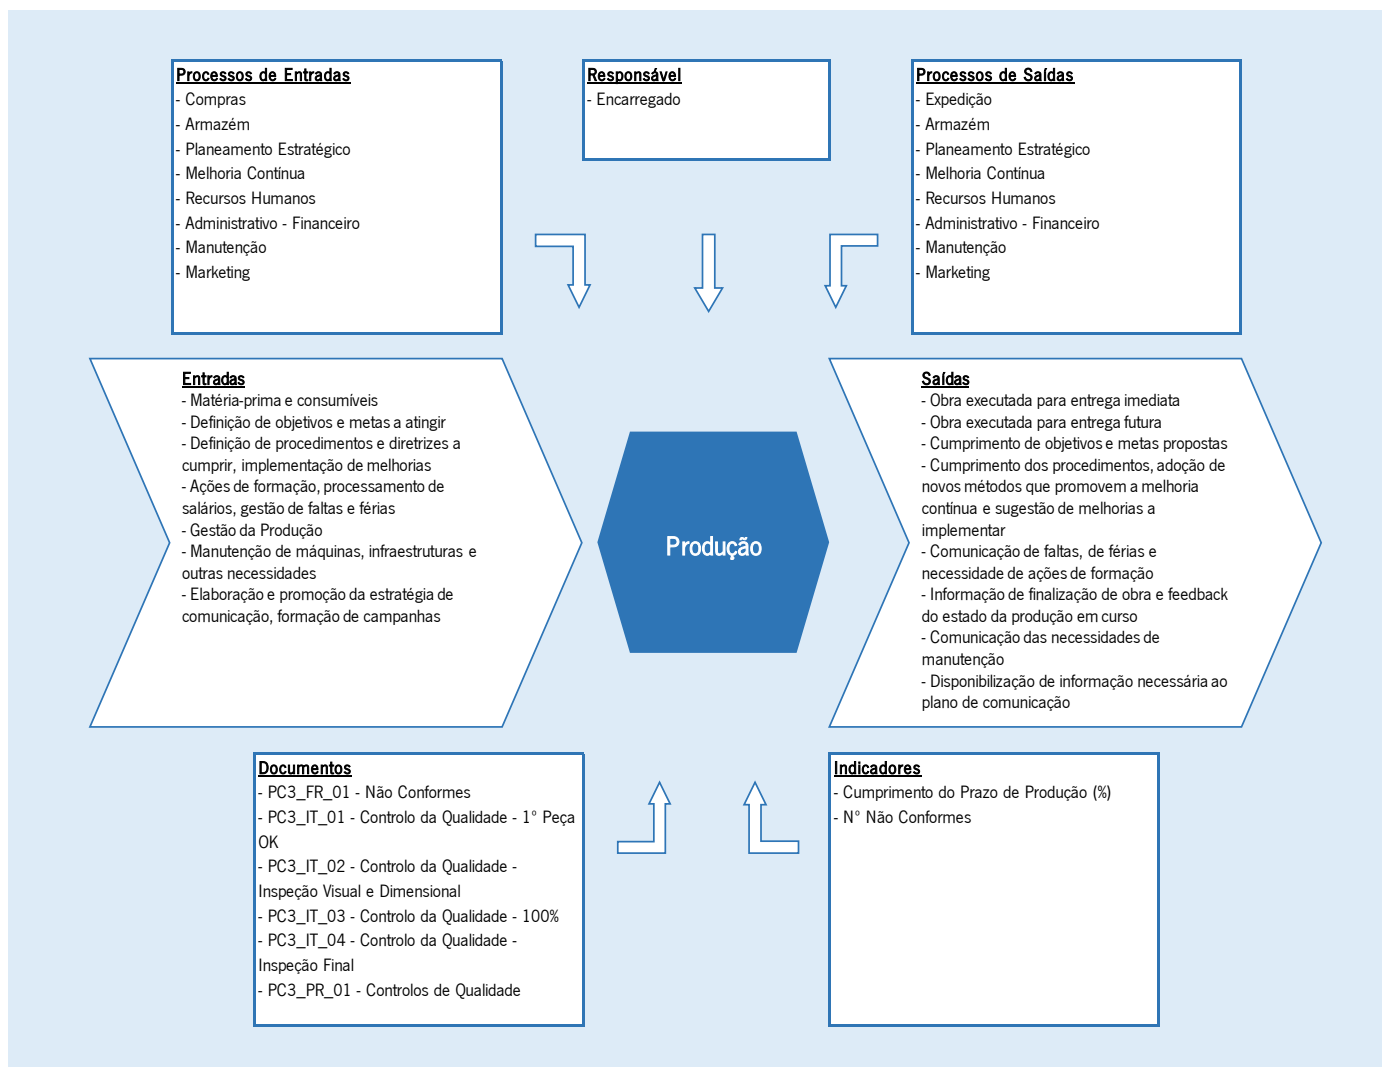 Processos de Entradas
- Compras
- Armazém
- Planeamento Estratégico
- Melhoria Contínua
- Recursos Humanos
- Administrativo - Financeiro
- Manutenção
- Marketing
Responsável
- Encarregado
Processos de Saídas
- Expedição
- Armazém
- Planeamento Estratégico
- Melhoria Contínua
- Recursos Humanos
- Administrativo - Financeiro
- Manutenção
- Marketing
Entradas
- Matéria-prima e consumíveis
- Definição de objetivos e metas a atingir
- Definição de procedimentos e diretrizes a
cumprir, implementação de melhorias
- Ações de formação, processamento de
salários, gestão de faltas e férias
- Gestão da Produção
- Manutenção de máquinas, infraestruturas e
outras necessidades
- Elaboração e promoção da estratégia de
comunicação, formação de campanhas
Produção
Saídas
- Obra executada para entrega imediata
- Obra executada para entrega futura
- Cumprimento de objetivos e metas propostas
- Cumprimento dos procedimentos, adoção de
novos métodos que promovem a melhoria
contínua e sugestão de melhorias a
implementar
- Comunicação de faltas, de férias e
necessidade de ações de formação
- Informação de finalização de obra e feedback
do estado da produção em curso
- Comunicação das necessidades de
manutenção
- Disponibilização de informação necessária ao
plano de comunicação
Documentos
- PC3_FR_01 - Não Conformes
- PC3_IT_01 - Controlo da Qualidade - 1° Peça
OK
- PC3_IT_02 - Controlo da Qualidade -
Inspeção Visual e Dimensional
- PC3_IT_03 - Controlo da Qualidade - 100%
- PC3_IT_04 - Controlo da Qualidade -
Inspeção Final
- PC3_PR_01 - Controlos de Qualidade
Indicadores
- Cumprimento do Prazo de Produção (%)
- N° Não Conformes